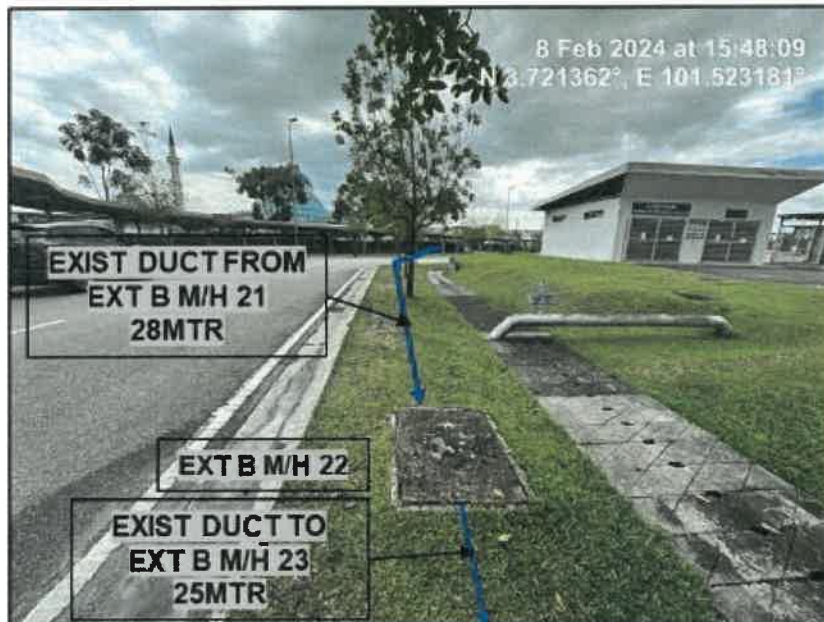 8 Feb 2024 at 15:48:09
N 3.721362°, E 101.523181°
EXIST DUCT FROM
EXT B M/H 21
28MTR
EXT B M/H 22
EXIST DUCT TO
EXT B M/H 23
25MTR